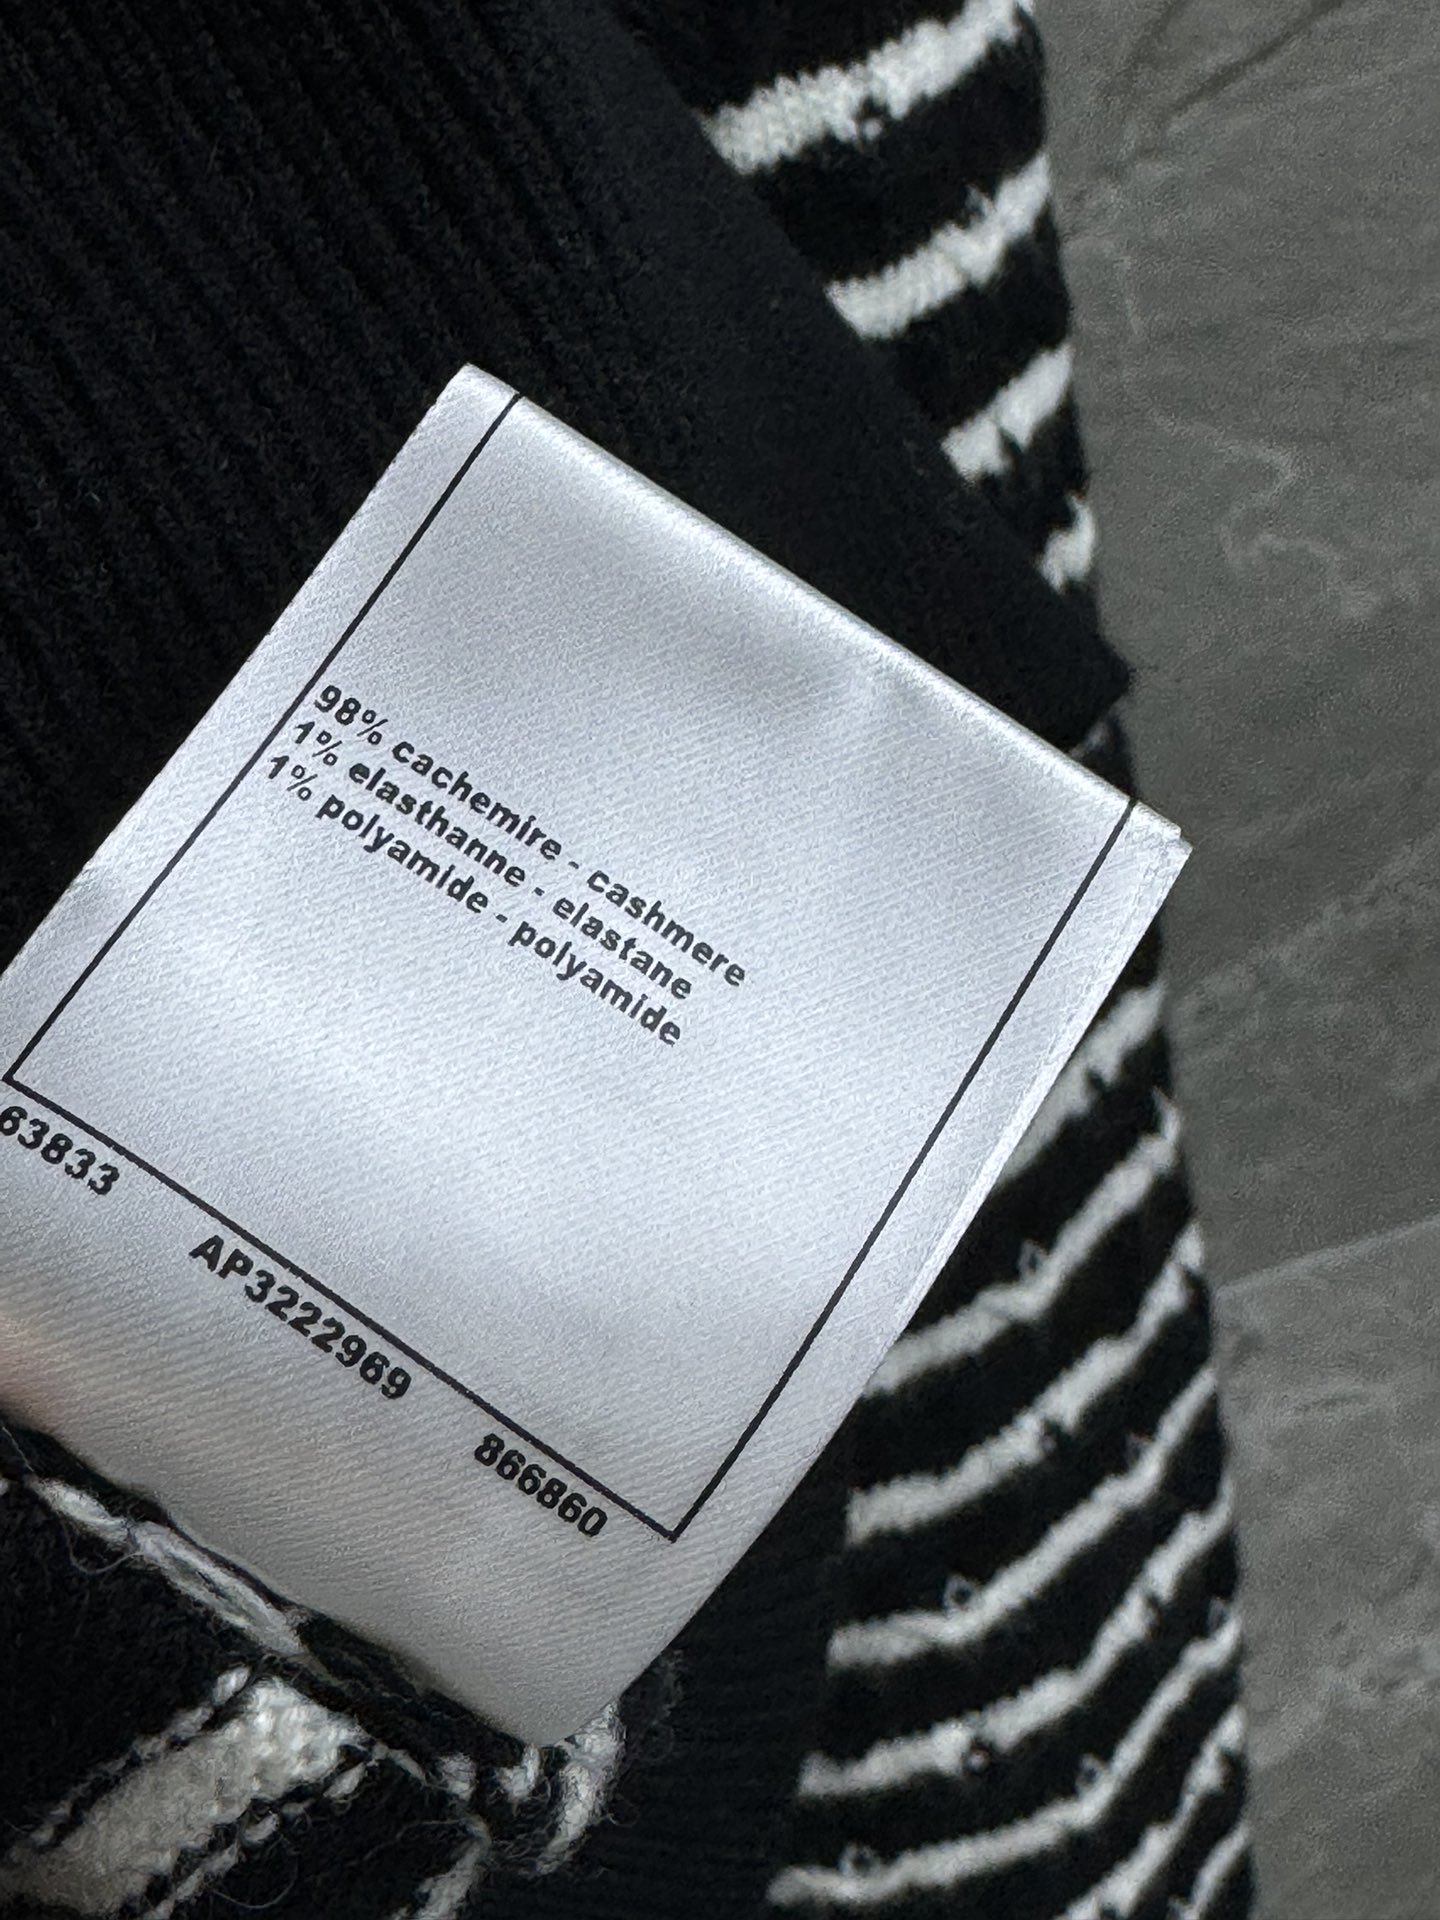 98% cachemire - cashmere
1% elasthanne - elastane
1% polyamide - polyamide
63833 AP3222969 866860